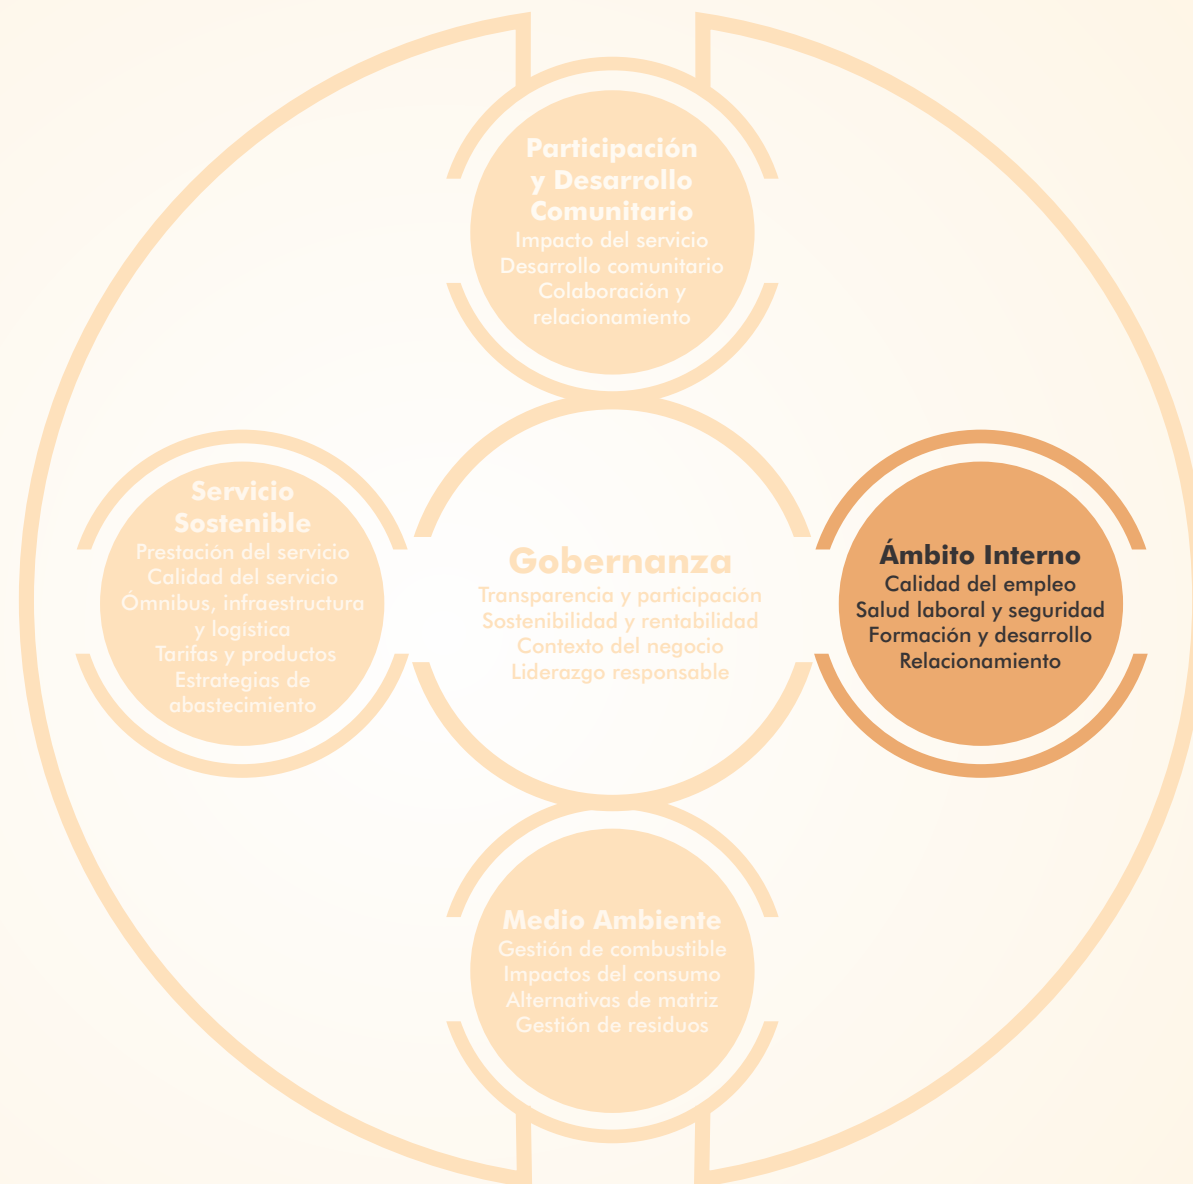 Participación
y Desarrollo
Comunitario
Impacto del servicio
Desarrollo comunitario
Colaboración y
relacionamiento
Servicio
Sostenible
Prestación del servicio
Calidad del servicio
Ómnibus, infraestructura
y logística
Tarifas y productos
Estrategias de
abastecimiento
Gobernanza
Transparencia y participación
Sostenibilidad y rentabilidad
Contexto del negocio
Liderazgo responsable
Ámbito Interno
Calidad del empleo
Salud laboral y seguridad
Formación y desarrollo
Relacionamiento
Medio Ambiente
Gestión de combustible
Impactos del consumo
Alternativas de matriz
Gestión de residuos